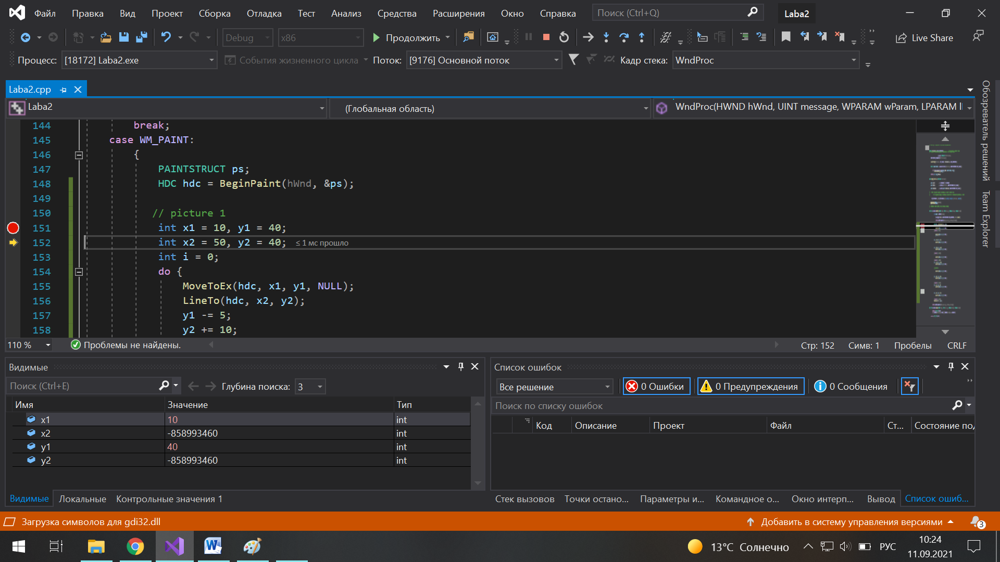 Файл Правка Вид Проект Сборка Отладка Тест Анализ Средства Расширения Окно Справка Поиск (Ctrl+Q) Laba2
Debug x86 Продолжить Live Share
Процесс: [18172] Laba2.exe События жизненного цикла Поток: [9176] Основной поток Кадр стека: WndProc
Laba2.cpp
Laba2 (Глобальная область) WndProc(HWND hWnd, UINT message, WPARAM wParam, LPARAM l
144 break;
145 case WM_PAINT:
146 {
147 PAINTSTRUCT ps;
148 HDC hdc = BeginPaint(hWnd, &ps);
149
150 // picture 1
151 int x1 = 10, y1 = 40;
152 int x2 = 50, y2 = 40; ≤ 1 мс прошло
153 int i = 0;
154 do {
155 MoveToEx(hdc, x1, y1, NULL);
156 LineTo(hdc, x2, y2);
157 y1 -= 5;
158 y2 += 10;
110 % Проблемы не найдены. Стр: 152 Симв: 1 Пробелы CRLF
Обозреватель решений
Team Explorer
Видимые
Поиск (Ctrl+E) Глубина поиска: 3
Имя Значение Тип
x1 10 int
x2 -858993460 int
y1 40 int
y2 -858993460 int
Видимые Локальные Контрольные значения 1
Список ошибок
Все решение 0 Ошибки 0 Предупреждения 0 Сообщения
Поиск по списку ошибок
Код Описание Проект Файл Ст... Состояние по
Стек вызовов Точки остано... Параметры и... Командное о... Окно интерп... Вывод Список ошиб...
Загрузка символов для gdi32.dll Добавить в систему управления версиями 3
13°C Солнечно РУС 10:24
11.09.2021